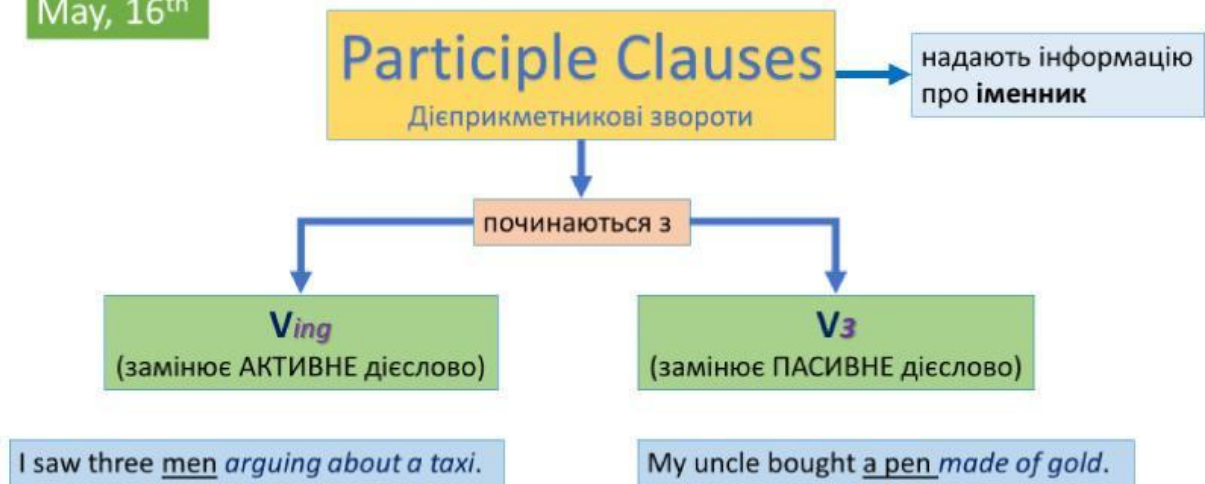 May, 16th
Participle Clauses
Дієприкметникові звороти
надають інформацію
про іменник
починаються з
Ving
(замінює АКТИВНЕ дієслово)
V3
(замінює ПАСИВНЕ дієслово)
I saw three men arguing about a taxi.
My uncle bought a pen made of gold.